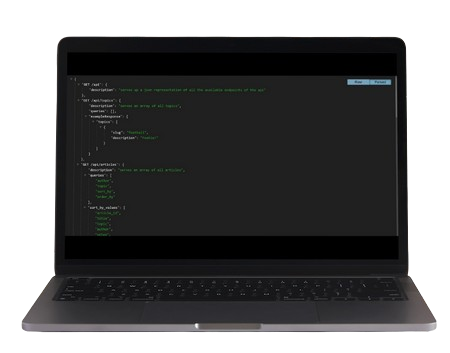 {
"GET /api": {
"description": "serves up a json representation of all the available endpoints of the api"
},
"GET /api/topics": {
"description": "serves an array of all topics",
"queries": [],
"exampleResponse": {
"topics": [
{
"slug": "football",
"description": "Footie!"
}
]
}
},
"GET /api/articles": {
"description": "serves an array of all articles",
"queries": [
"author",
"topic",
"sort_by",
"order_by"
],
"sort_by_values": [
"article_id",
"title",
"topic",
"author",
"votes",
Raw
Parsed